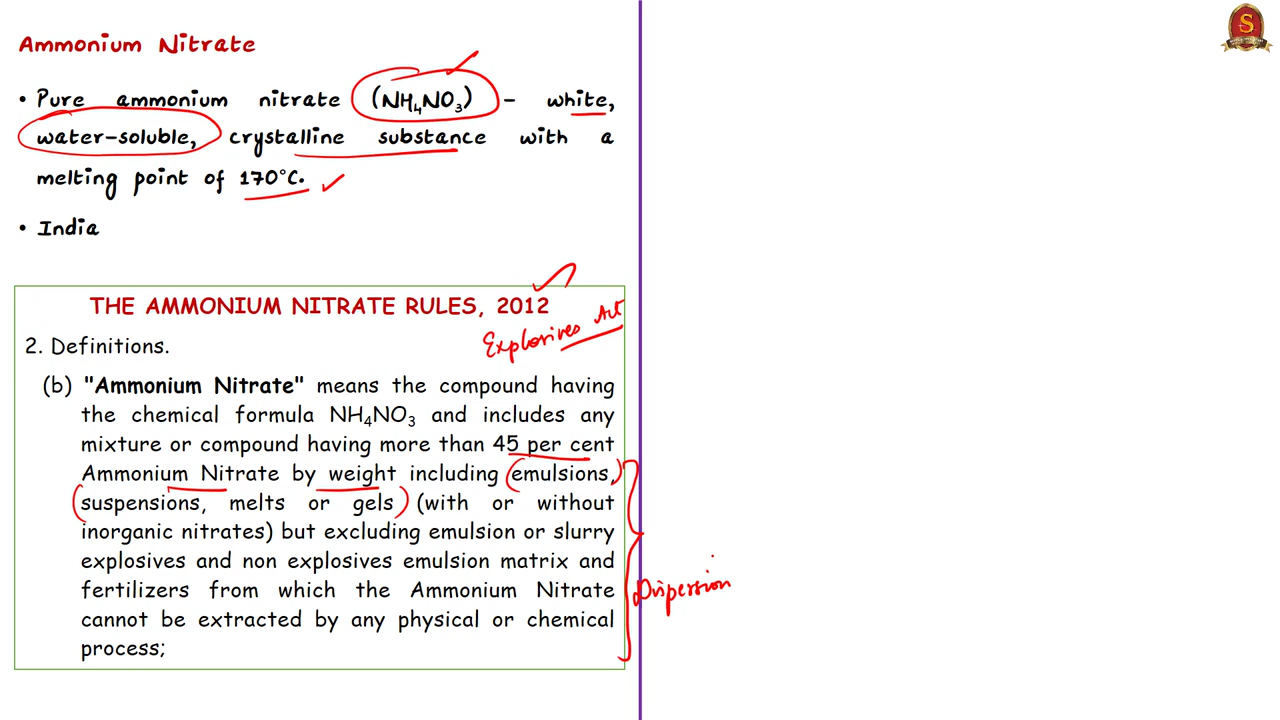 Ammonium Nitrate
• Pure ammonium nitrate (NH₄NO₃) - white,
water-soluble, crystalline substance with a
melting point of 170°C.
• India
THE AMMONIUM NITRATE RULES, 2012
Explosives Act
2. Definitions.
(b) "Ammonium Nitrate" means the compound having
the chemical formula NH₄NO₃ and includes any
mixture or compound having more than 45 per cent
Ammonium Nitrate by weight including emulsions,
suspensions, melts or gels (with or without
inorganic nitrates) but excluding emulsion or slurry
explosives and non explosives emulsion matrix and
fertilizers from which the Ammonium Nitrate
cannot be extracted by any physical or chemical
process;
Dispersion
S